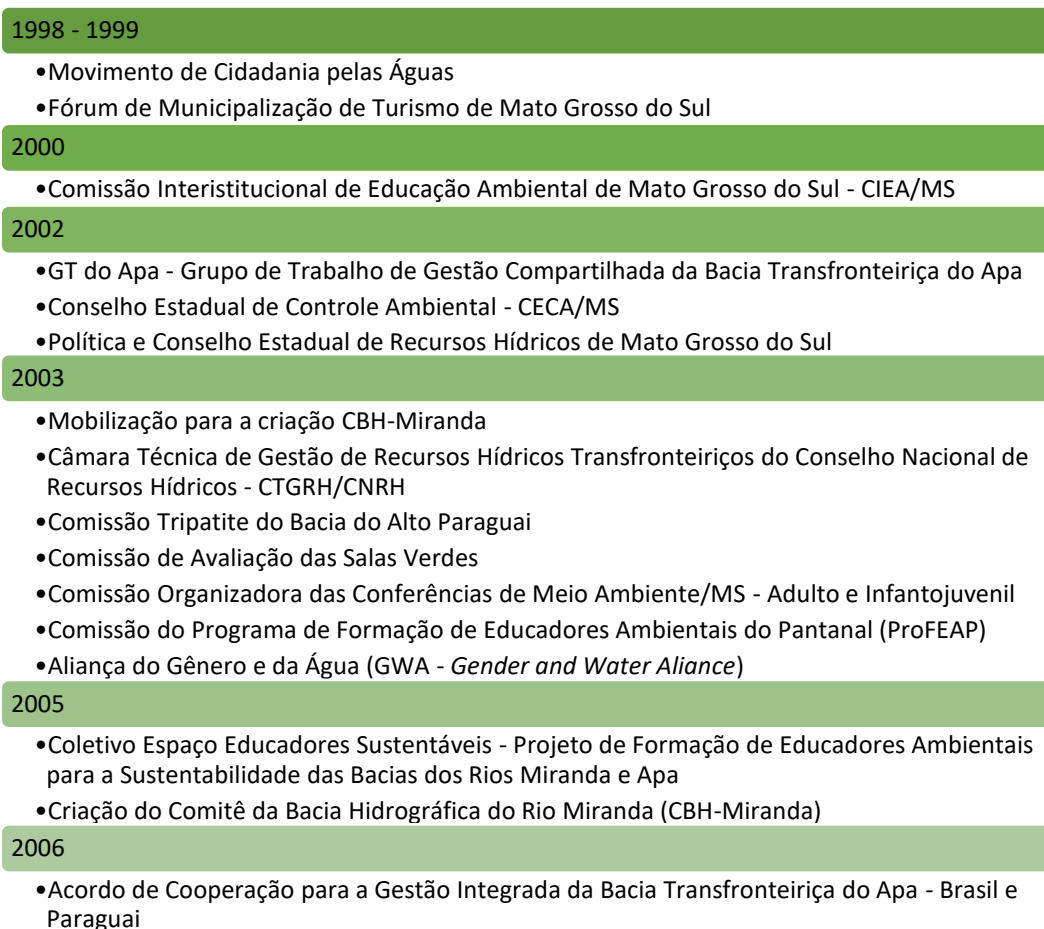 1998 - 1999
•Movimento de Cidadania pelas Águas
•Fórum de Municipalização de Turismo de Mato Grosso do Sul
2000
•Comissão Interistitucional de Educação Ambiental de Mato Grosso do Sul - CIEA/MS
2002
•GT do Apa - Grupo de Trabalho de Gestão Compartilhada da Bacia Transfronteiriça do Apa
•Conselho Estadual de Controle Ambiental - CECA/MS
•Política e Conselho Estadual de Recursos Hídricos de Mato Grosso do Sul
2003
•Mobilização para a criação CBH-Miranda
•Câmara Técnica de Gestão de Recursos Hídricos Transfronteiriços do Conselho Nacional de
Recursos Hídricos - CTGRH/CNRH
•Comissão Tripatite do Bacia do Alto Paraguai
•Comissão de Avaliação das Salas Verdes
•Comissão Organizadora das Conferências de Meio Ambiente/MS - Adulto e Infantojuvenil
•Comissão do Programa de Formação de Educadores Ambientais do Pantanal (ProFEAP)
•Aliança do Gênero e da Água (GWA - Gender and Water Aliance)
2005
•Coletivo Espaço Educadores Sustentáveis - Projeto de Formação de Educadores Ambientais
para a Sustentabilidade das Bacias dos Rios Miranda e Apa
•Criação do Comitê da Bacia Hidrográfica do Rio Miranda (CBH-Miranda)
2006
•Acordo de Cooperação para a Gestão Integrada da Bacia Transfronteiriça do Apa - Brasil e
Paraguai